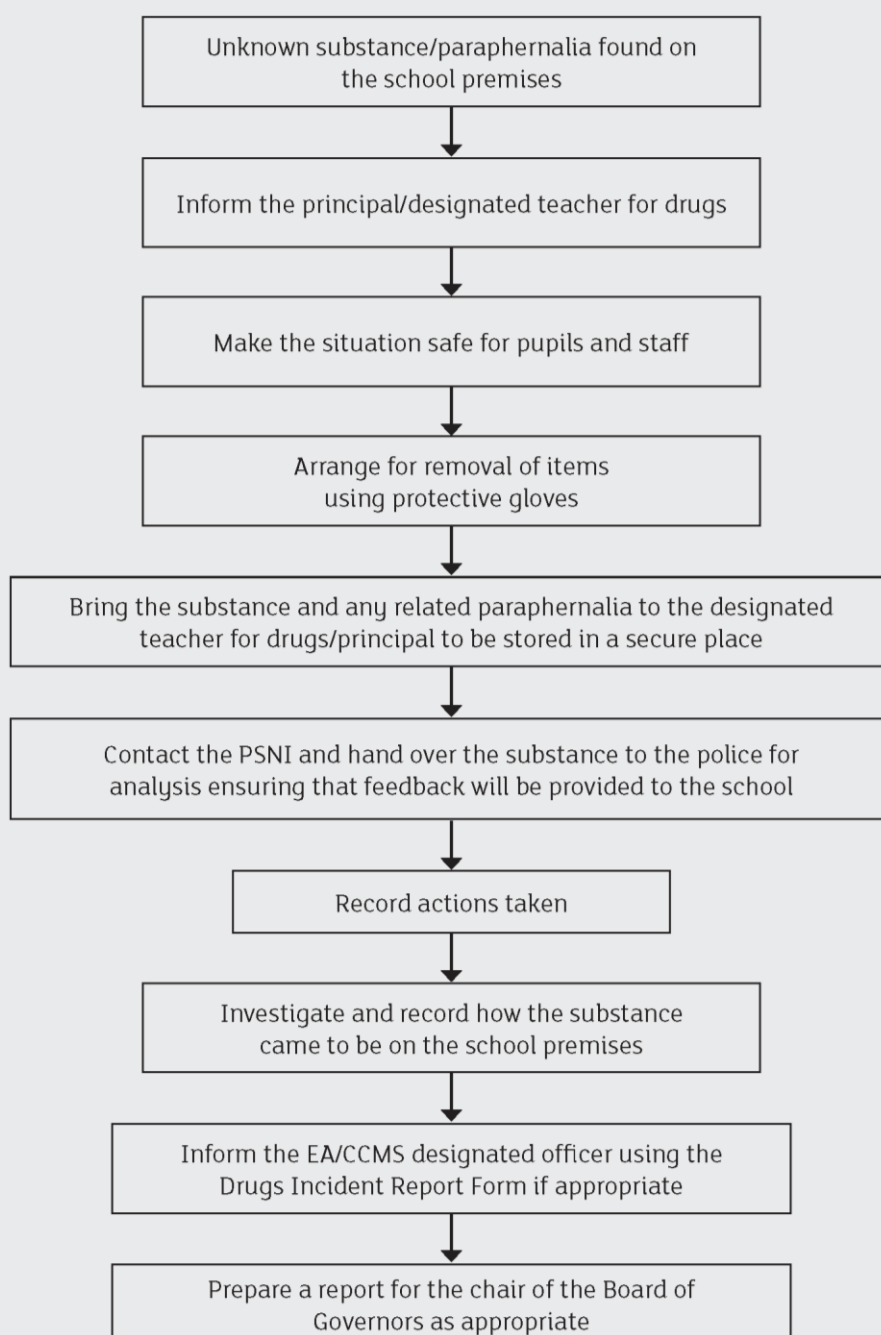 Unknown substance/paraphernalia found on
the school premises
Inform the principal/designated teacher for drugs
Make the situation safe for pupils and staff
Arrange for removal of items
using protective gloves
Bring the substance and any related paraphernalia to the designated
teacher for drugs/principal to be stored in a secure place
Contact the PSNI and hand over the substance to the police for
analysis ensuring that feedback will be provided to the school
Record actions taken
Investigate and record how the substance
came to be on the school premises
Inform the EA/CCMS designated officer using the
Drugs Incident Report Form if appropriate
Prepare a report for the chair of the Board of
Governors as appropriate